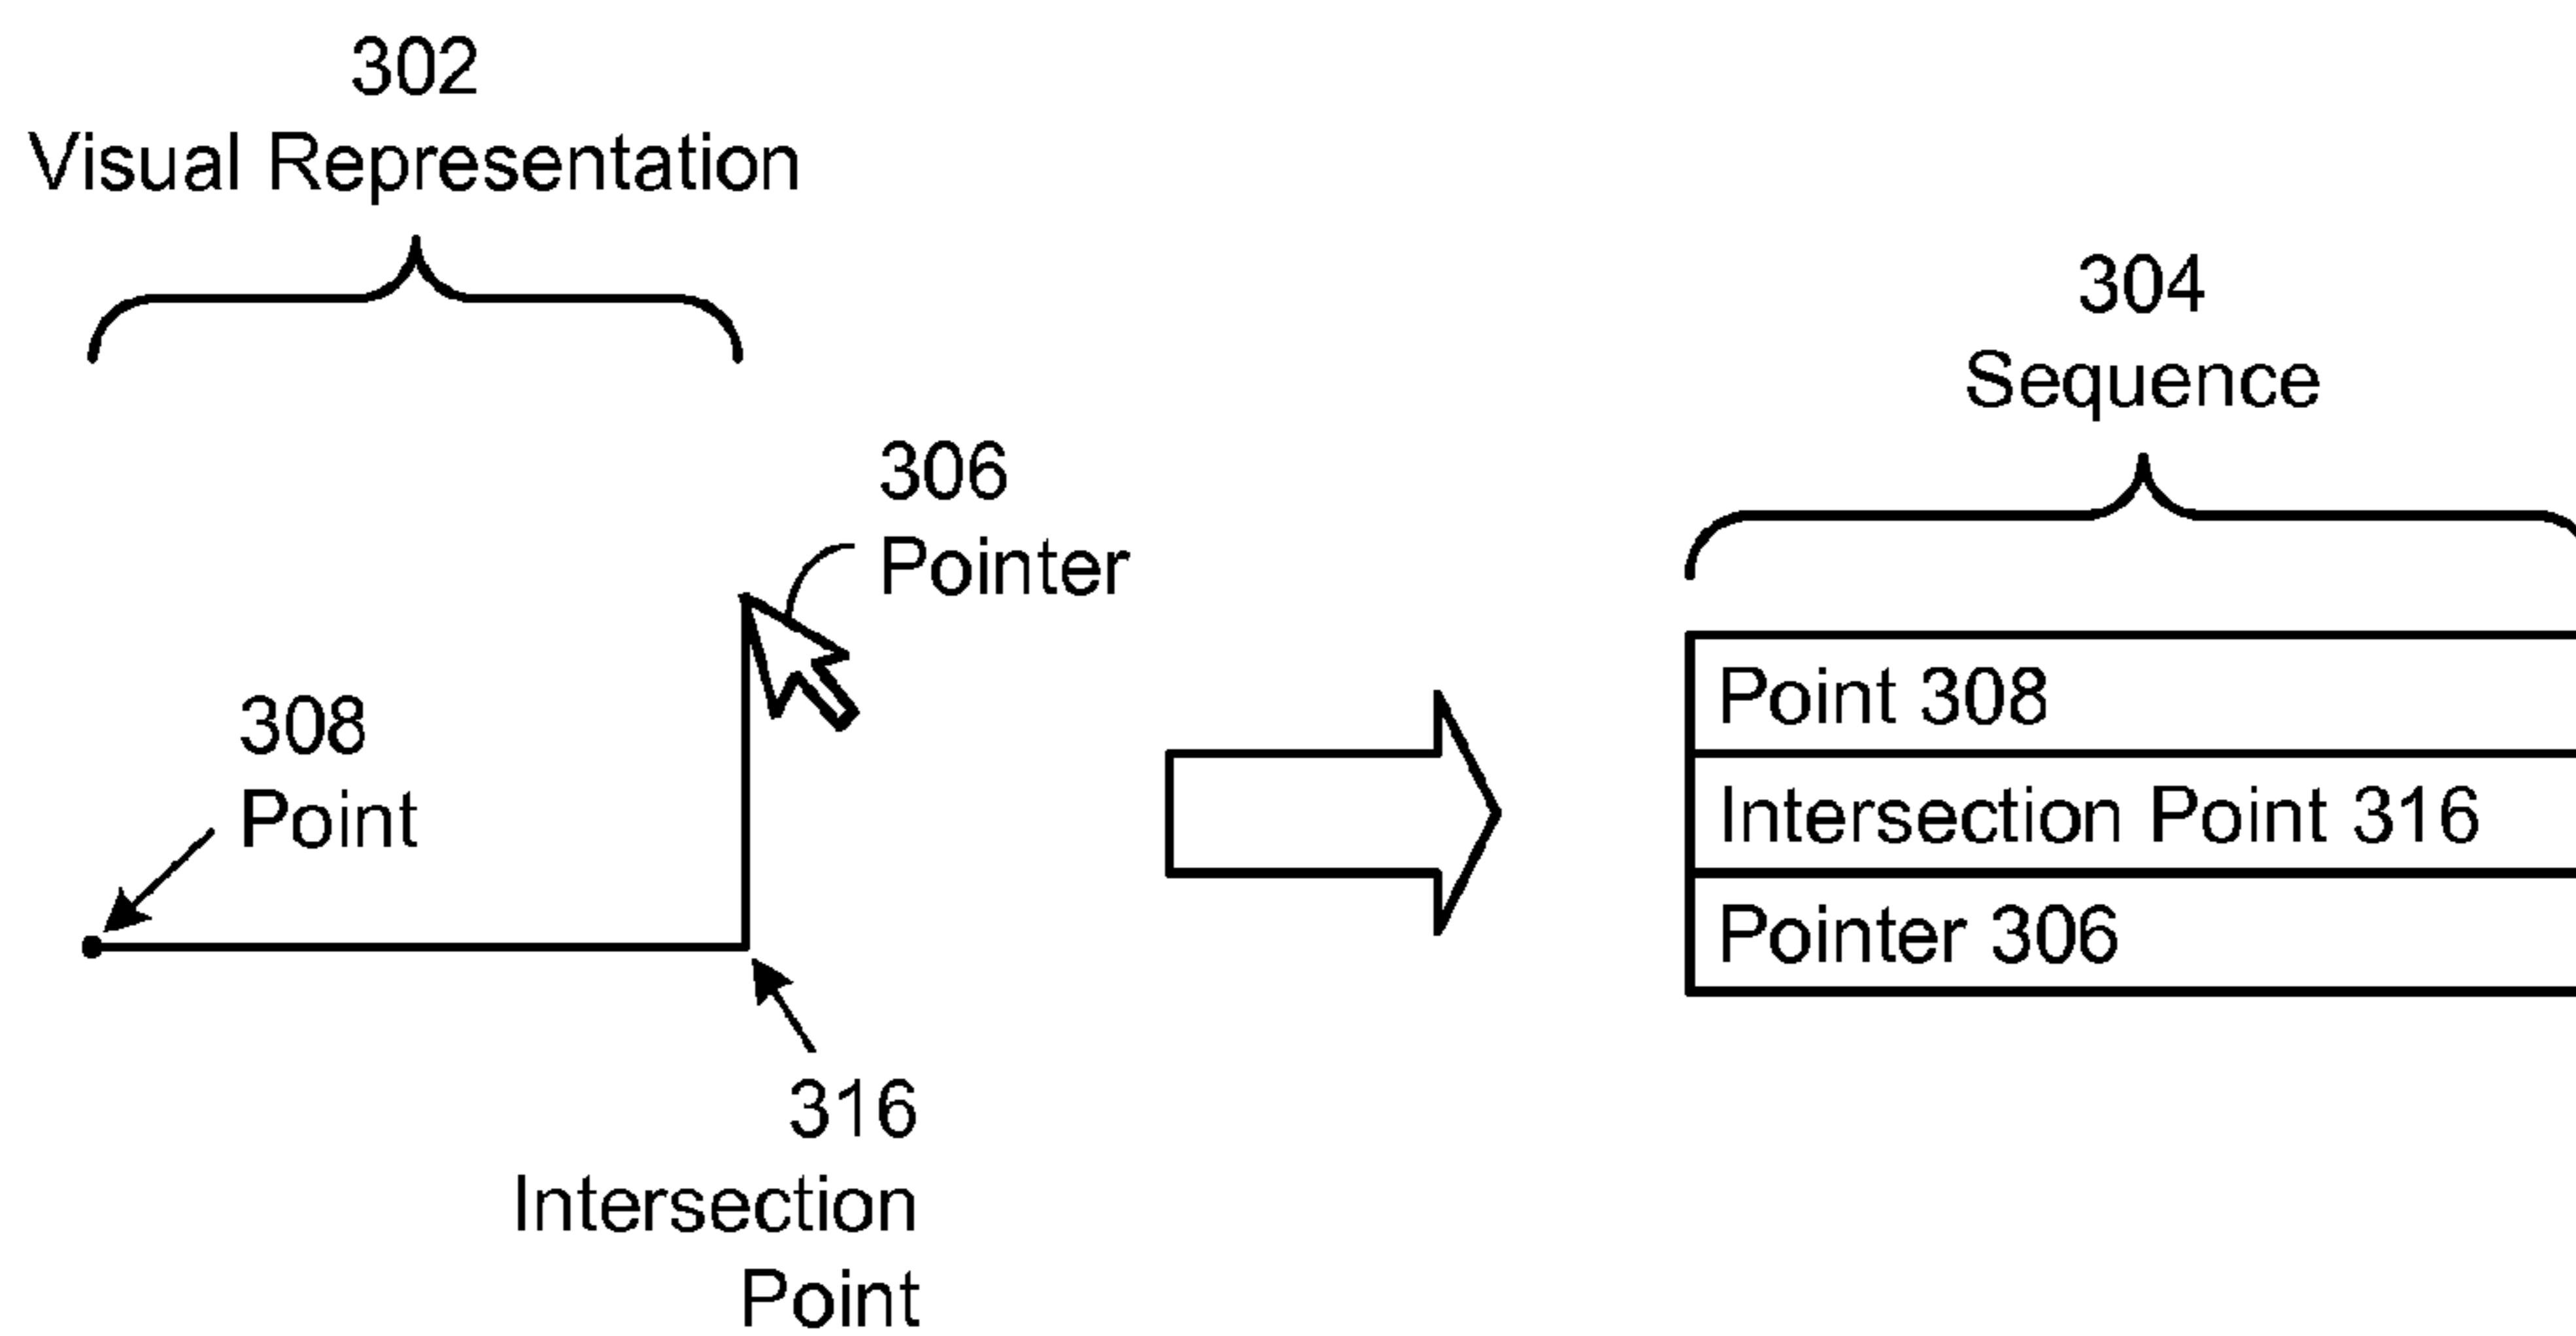 302
Visual Representation
304
Sequence
306
Pointer
308
Point
Point 308
Intersection Point 316
Pointer 306
316
Intersection
Point